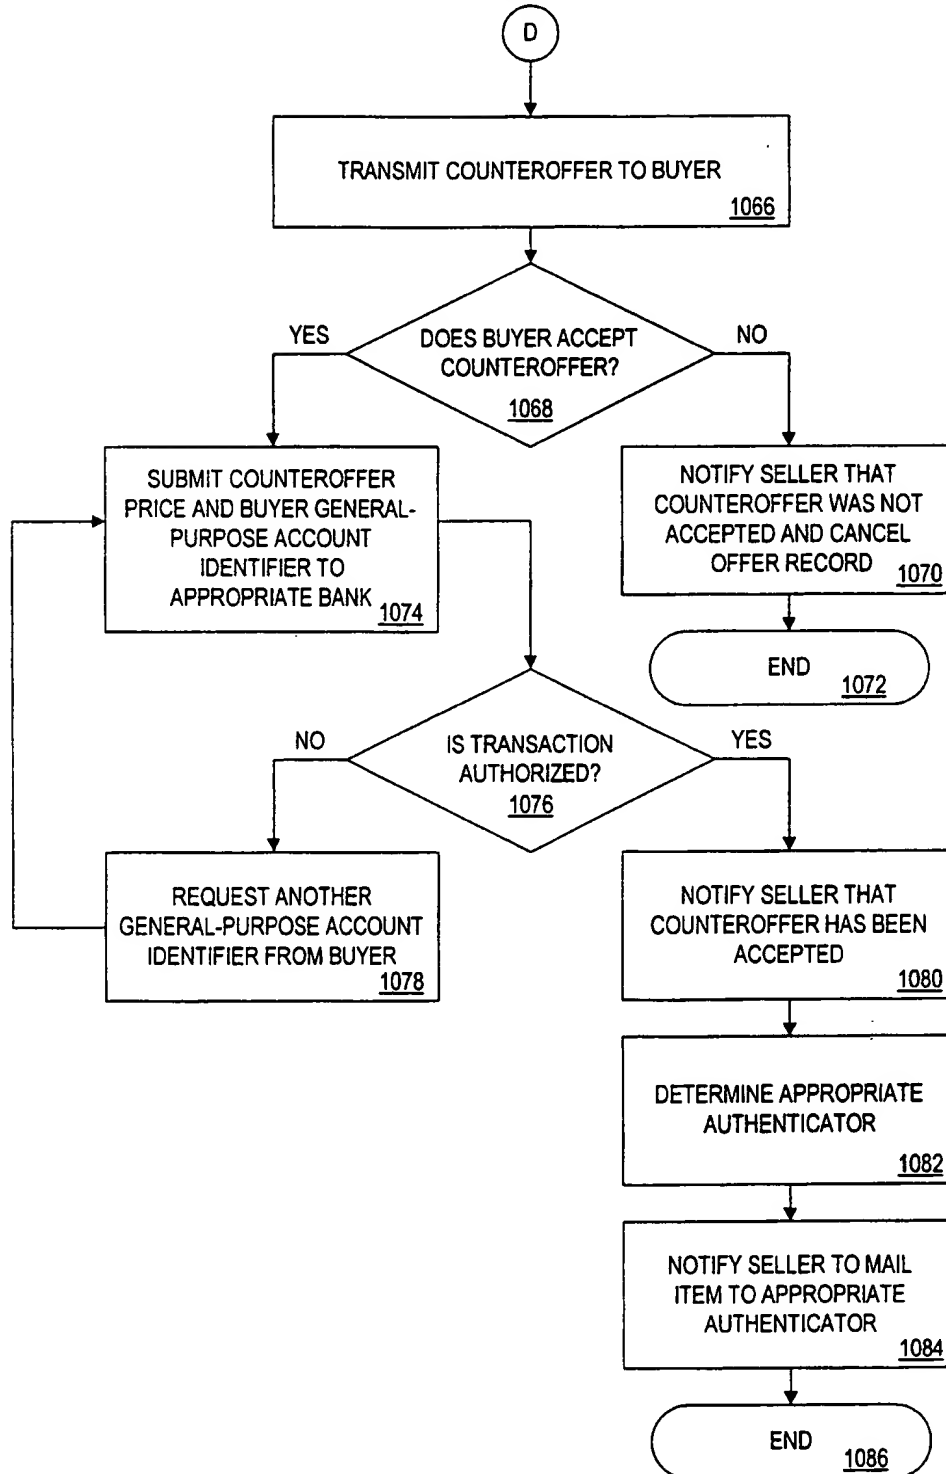 D
TRANSMIT COUNTEROFFER TO BUYER
1066
YES
DOES BUYER ACCEPT
COUNTEROFFER?
1068
NO
SUBMIT COUNTEROFFER
PRICE AND BUYER GENERAL-
PURPOSE ACCOUNT
IDENTIFIER TO
APPROPRIATE BANK
1074
NOTIFY SELLER THAT
COUNTEROFFER WAS NOT
ACCEPTED AND CANCEL
OFFER RECORD
1070
END
1072
NO
IS TRANSACTION
AUTHORIZED?
1076
YES
REQUEST ANOTHER
GENERAL-PURPOSE ACCOUNT
IDENTIFIER FROM BUYER
1078
NOTIFY SELLER THAT
COUNTEROFFER HAS BEEN
ACCEPTED
1080
DETERMINE APPROPRIATE
AUTHENTICATOR
1082
NOTIFY SELLER TO MAIL
ITEM TO APPROPRIATE
AUTHENTICATOR
1084
END
1086